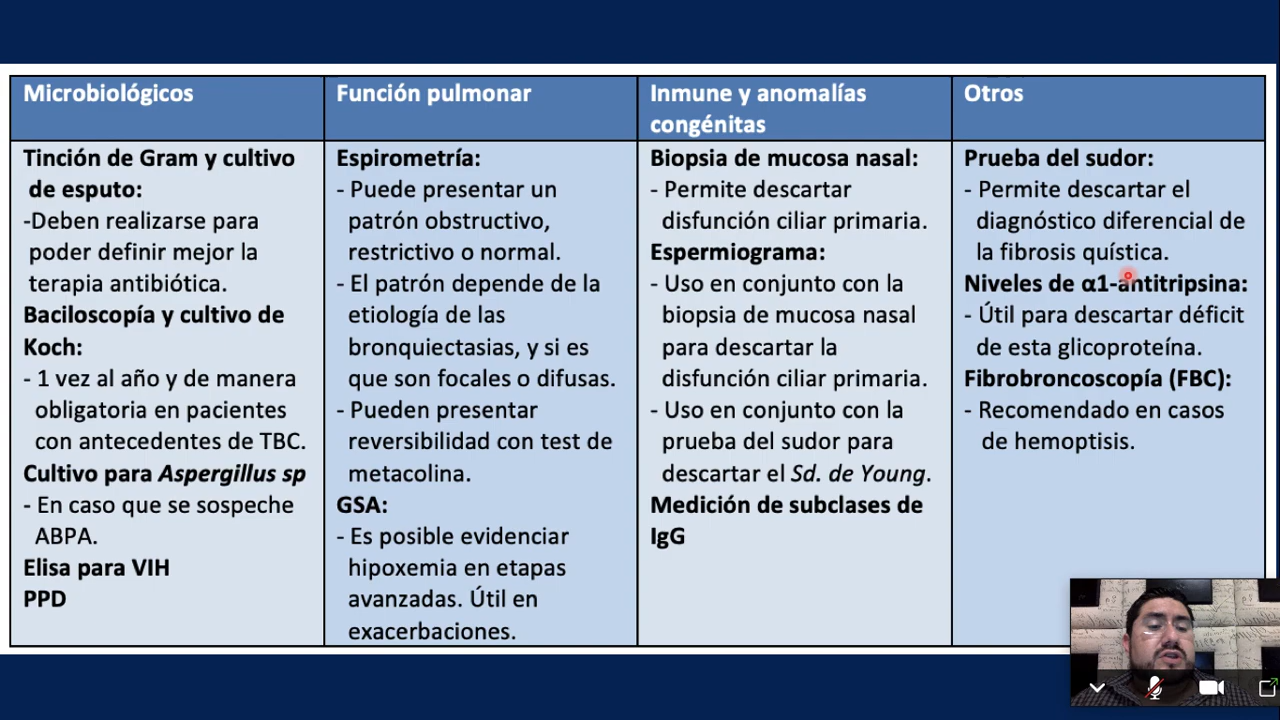 Microbiológicos
Tinción de Gram y cultivo
de esputo:
-Deben realizarse para
poder definir mejor la
terapia antibiótica.
Baciloscopía y cultivo de
Koch:
- 1 vez al año y de manera
obligatoria en pacientes
con antecedentes de TBC.
Cultivo para Aspergillus sp
- En caso que se sospeche
ABPA.
Elisa para VIH
PPD
Función pulmonar
Espirometría:
- Puede presentar un
patrón obstructivo,
restrictivo o normal.
- El patrón depende de la
etiología de las
bronquiectasias, y si es
que son focales o difusas.
- Pueden presentar
reversibilidad con test de
metacolina.
GSA:
- Es posible evidenciar
hipoxemia en etapas
avanzadas. Útil en
exacerbaciones.
Inmune y anomalías
congénitas
Biopsia de mucosa nasal:
- Permite descartar
disfunción ciliar primaria.
Espermiograma:
- Uso en conjunto con la
biopsia de mucosa nasal
para descartar la
disfunción ciliar primaria.
- Uso en conjunto con la
prueba del sudor para
descartar el Sd. de Young.
Medición de subclases de
IgG
Otros
Prueba del sudor:
- Permite descartar el
diagnóstico diferencial de
la fibrosis quística.
Niveles de α1-antitripsina:
- Útil para descartar déficit
de esta glicoproteína.
Fibrobroncoscopía (FBC):
- Recomendado en casos
de hemoptisis.